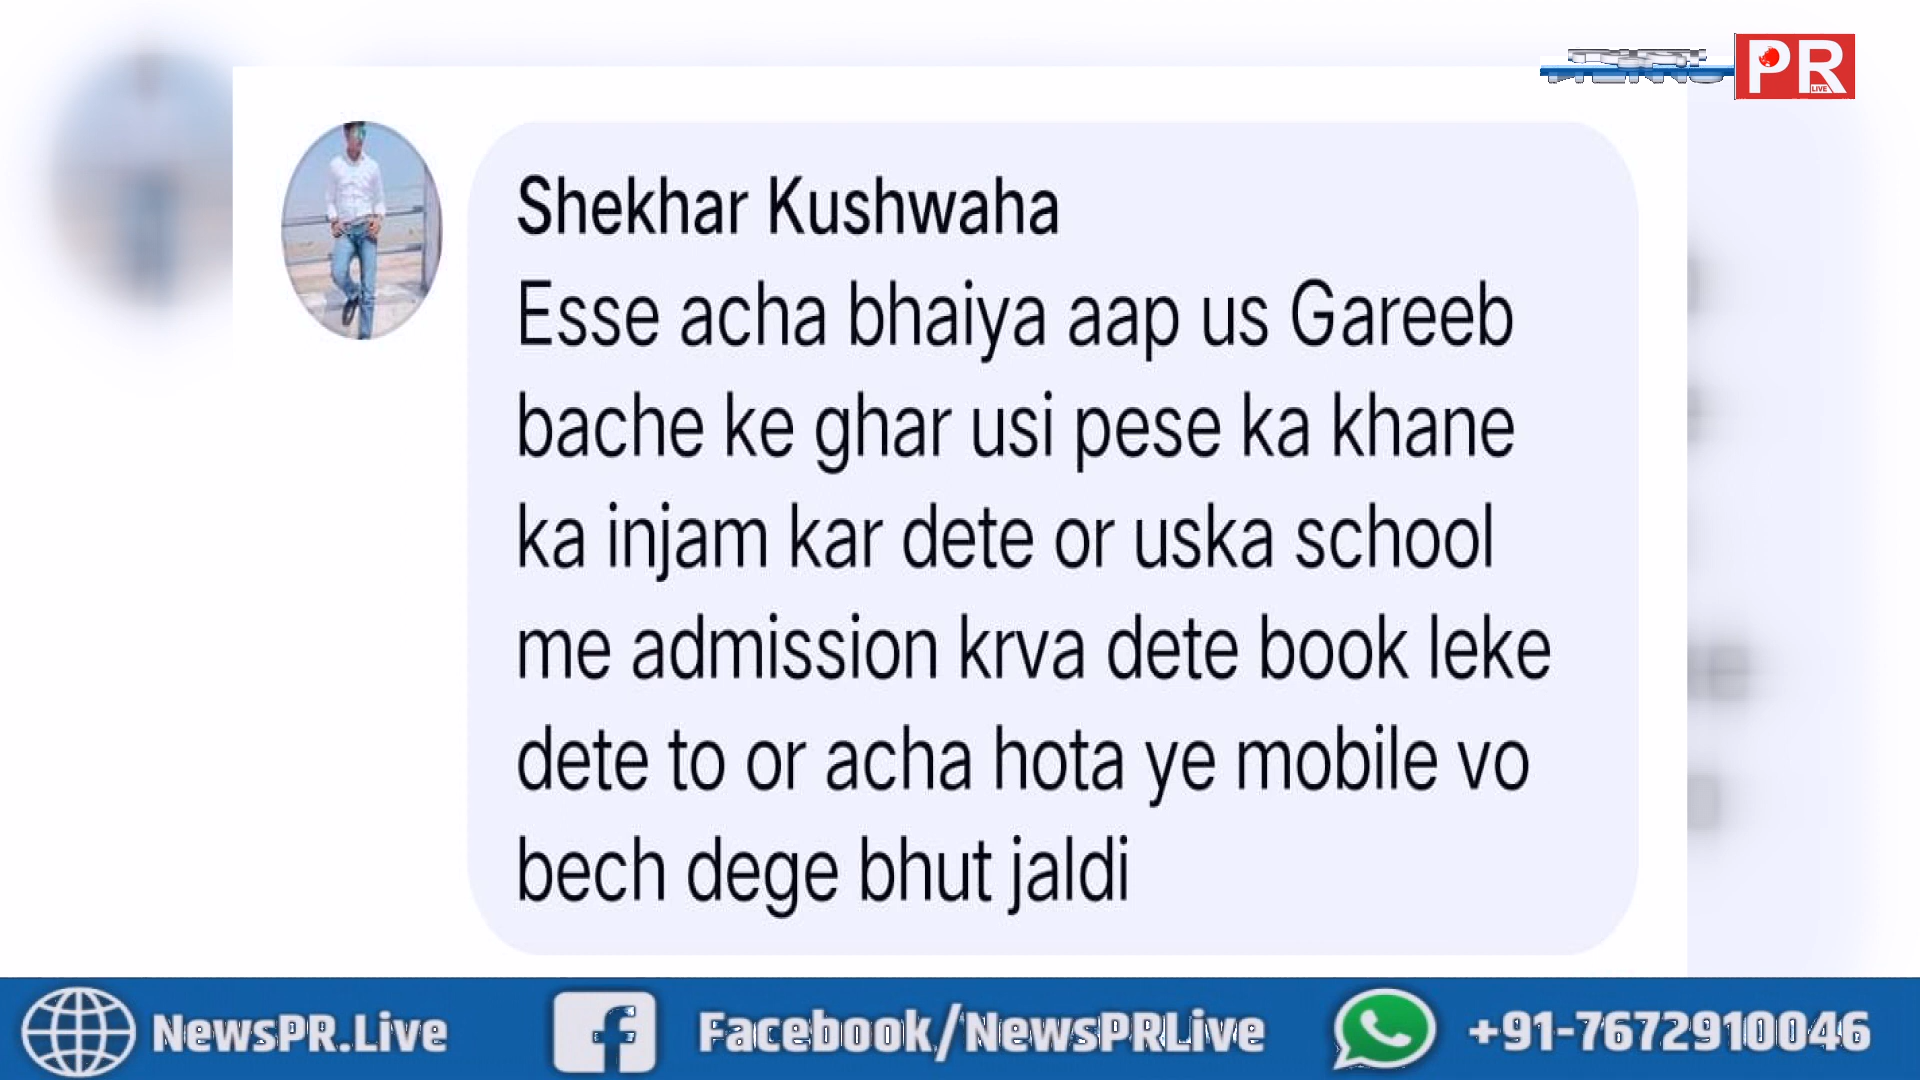 PR
LIVE
Shekhar Kushwaha
Esse acha bhaiya aap us Gareeb
bache ke ghar usi pese ka khane
ka injam kar dete or uska school
me admission krva dete book leke
dete to or acha hota ye mobile vo
bech dege bhut jaldi
NewsPR.Live
Facebook/NewsPRLive
+91-7672910046